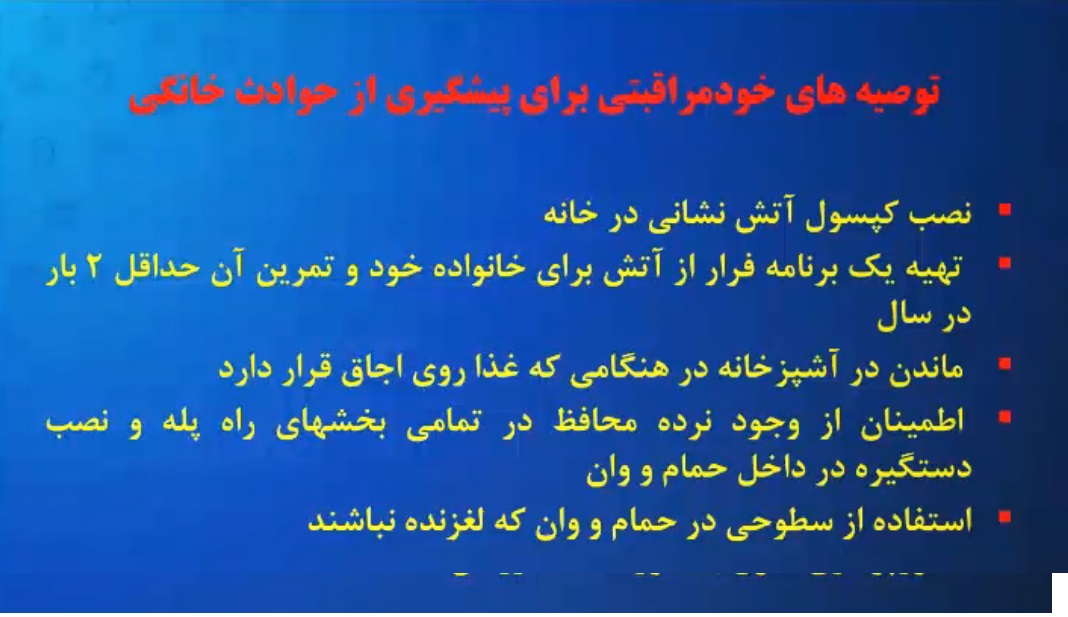 توصیه های خودمراقبتی برای پیشگیری از حوادث خانگی
نصب کپسول آتش نشانی در خانه
تهیه یک برنامه فرار از آتش برای خانواده خود و تمرین آن حداقل ۲ بار
در سال
ماندن در آشپزخانه در هنگامی که غذا روی اجاق قرار دارد
اطمینان از وجود نرده محافظ در تمامی بخشهای راه پله و نصب
دستگیره در داخل حمام و وان
استفاده از سطوحی در حمام و وان که لغزنده نباشند